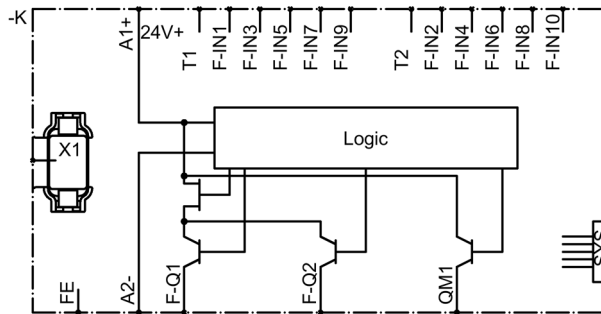 -K
A1+
24V+
T1
F-IN1
F-IN3
F-IN5
F-IN7
F-IN9
T2
F-IN2
F-IN4
F-IN6
F-IN8
F-IN10
X1
Logic
SYS
FE
A2-
F-Q1
F-Q2
QM1